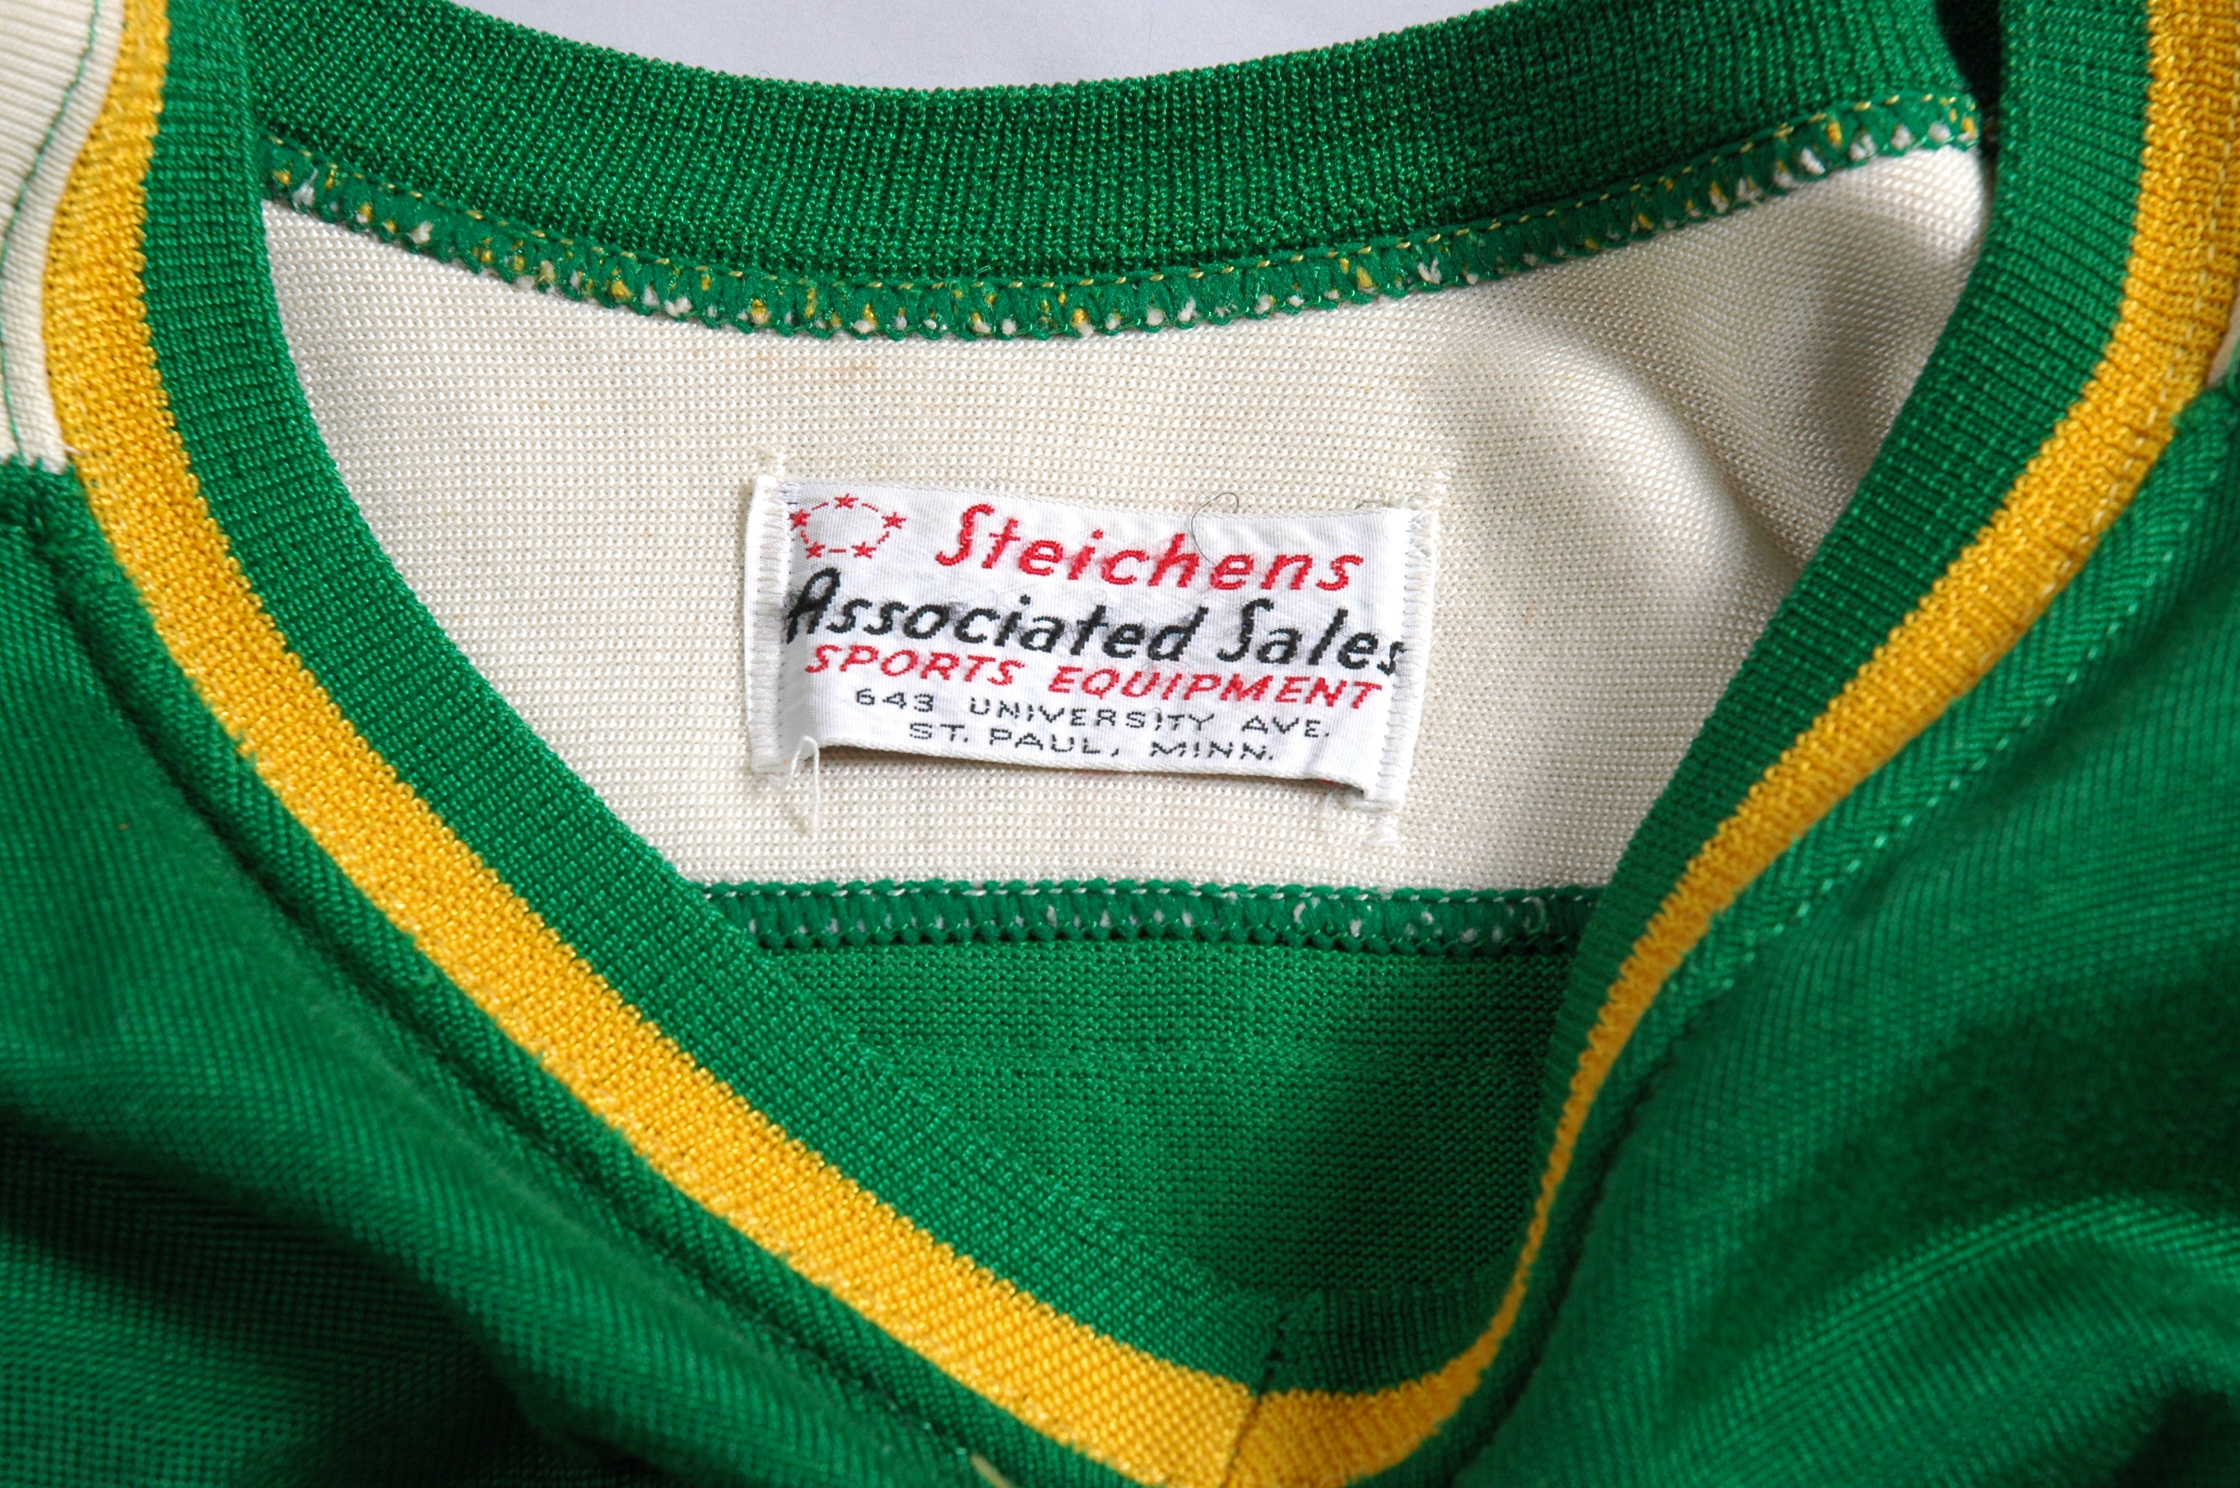 Steichens
Associated Sales
SPORTS EQUIPMENT
643 UNIVERSITY AVE.
ST. PAUL, MINN.